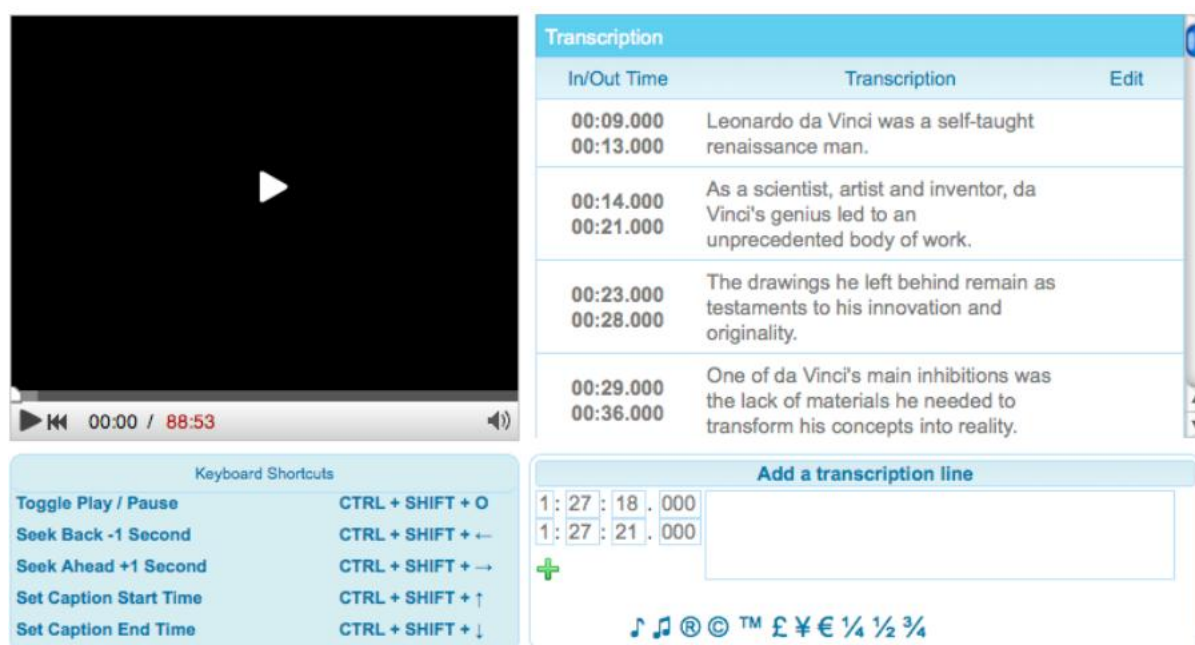 00:00 / 88:53
Keyboard Shortcuts
Toggle Play / Pause CTRL + SHIFT + O
Seek Back -1 Second CTRL + SHIFT + ←
Seek Ahead +1 Second CTRL + SHIFT + →
Set Caption Start Time CTRL + SHIFT + ↑
Set Caption End Time CTRL + SHIFT + ↓
Transcription
In/Out Time Transcription Edit
00:09.000 Leonardo da Vinci was a self-taught
00:13.000 renaissance man.
As a scientist, artist and inventor, da
00:14.000 Vinci's genius led to an
00:21.000 unprecedented body of work.
The drawings he left behind remain as
00:23.000 testaments to his innovation and
00:28.000 originality.
One of da Vinci's main inhibitions was
00:29.000 the lack of materials he needed to
00:36.000 transform his concepts into reality.
Add a transcription line
1: 27 : 18 . 000
1: 27 : 21 . 000
♪ ♫ ® © ™ £ ¥ € ¼ ½ ¾